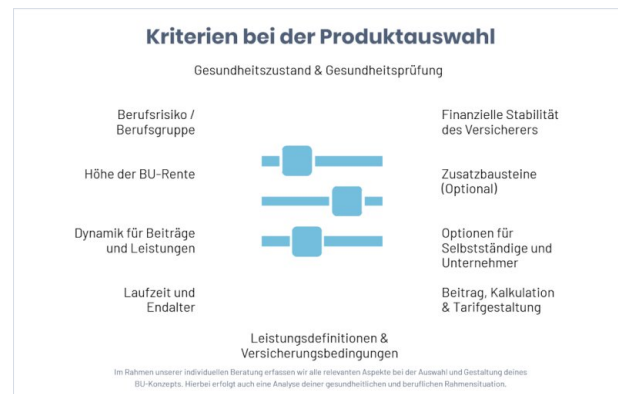 Kriterien bei der Produktauswahl
Gesundheitszustand & Gesundheitsprüfung
Berufsrisiko /
Berufsgruppe
Höhe der BU-Rente
Dynamik für Beiträge
und Leistungen
Laufzeit und
Endalter
Finanzielle Stabilität
des Versicherers
Zusatzbausteine
(Optional)
Optionen für
Selbstständige und
Unternehmer
Beitrag, Kalkulation
& Tarifgestaltung
Leistungsdefinitionen &
Versicherungsbedingungen
Im Rahmen unserer individuellen Beratung erfassen wir alle relevanten Aspekte bei der Auswahl und Gestaltung deines
BU-Konzepts. Hierbei erfolgt auch eine Analyse deiner gesundheitlichen und beruflichen Rahmensituation.